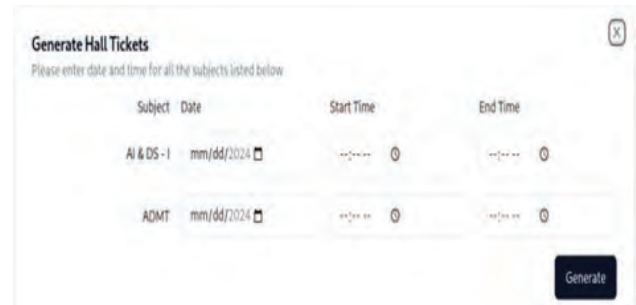 X
Generate Hall Tickets
Please enter date and time for all the subjects listed below
Subject Date Start Time End Time
AI & DS - I mm/dd/2024 --:-- -- --:-- --
ADMT mm/dd/2024 --:-- -- --:-- --
Generate